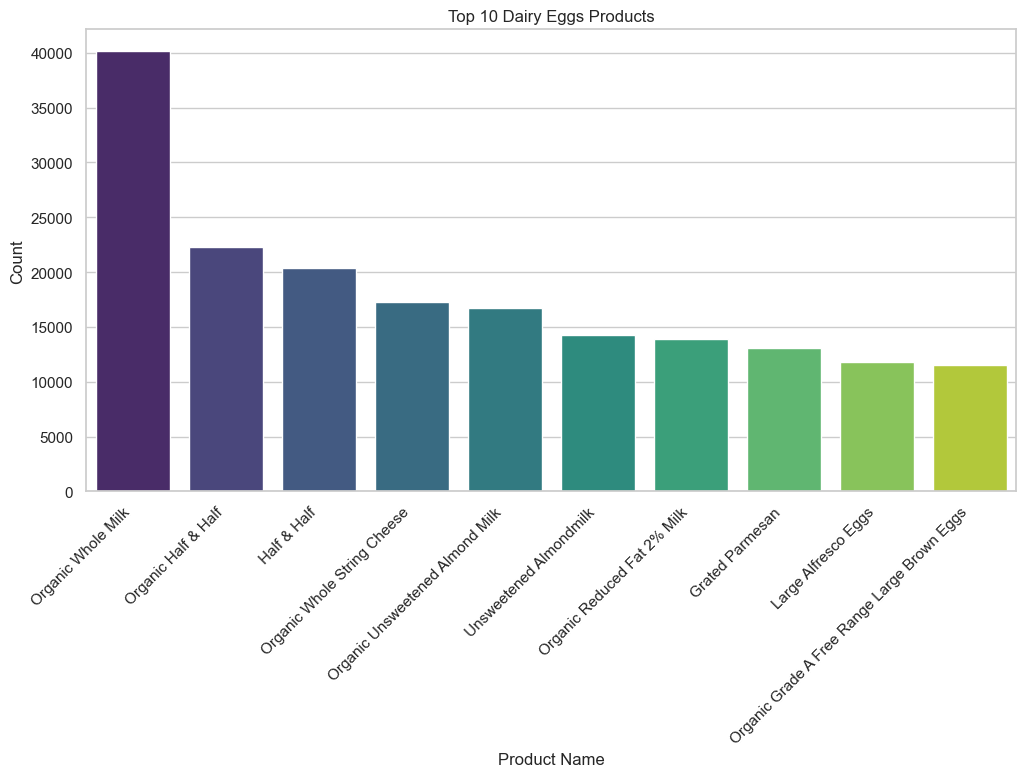 Top 10 Dairy Eggs Products
Count
40000
35000
30000
25000
20000
15000
10000
5000
0
Organic Whole Milk
Organic Half & Half
Half & Half
Organic Whole String Cheese
Organic Unsweetened Almond Milk
Unsweetened Almondmilk
Organic Reduced Fat 2% Milk
Grated Parmesan
Large Alfresco Eggs
Organic Grade A Free Range Large Brown Eggs
Product Name